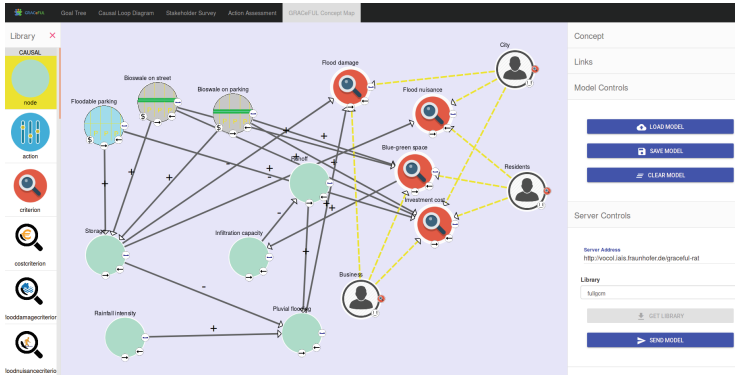 GRACeFUL
Goal Tree
Causal Loop Diagram
Stakeholder Survey
Action Assessment
GRACeFUL Concept Map
Library ×
CAUSAL
node
action
criterion
costcriterion
looddamagecriterion
loodnuisancecriterio
City
Flood damage
Bioswale on street
Bioswale on parking
Flood nuisance
Floodable parking
$
$
$
+
+
Blue-green space
-
Runoff
+
+
+
+
-
Residents
+
+
Investment cost
-
Storage
Infiltration capacity
+
Business
-
Rainfall intensity
Pluvial flooding
+
Concept
Links
Model Controls
LOAD MODEL
SAVE MODEL
CLEAR MODEL
Server Controls
Server Address
http://vocol.iais.fraunhofer.de/graceful-rat
Library
fullgcm
GET LIBRARY
SEND MODEL